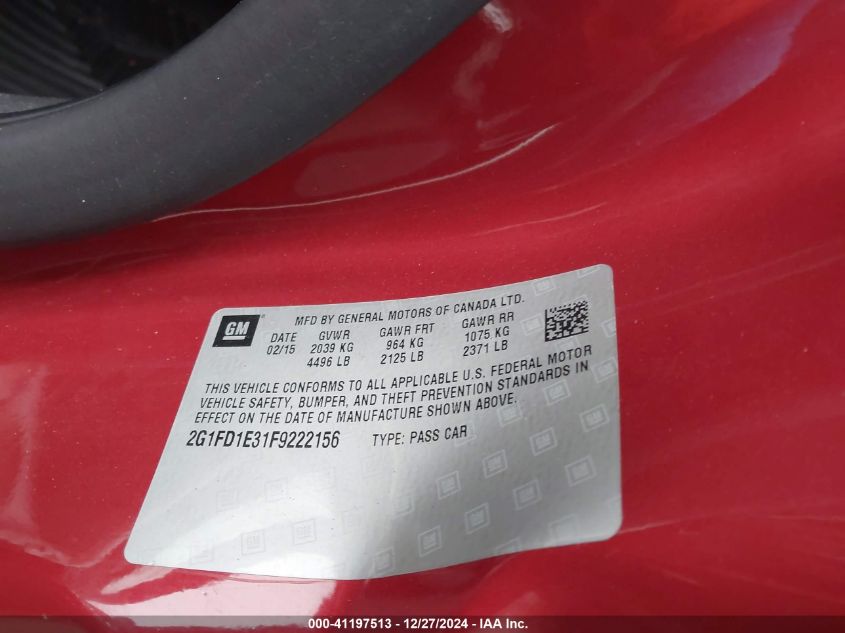 GM
MFD BY GENERAL MOTORS OF CANADA LTD.
DATE GVWR GAWR FRT GAWR RR
02/15 2039 KG 964 KG 1075 KG
4496 LB 2125 LB 2371 LB
THIS VEHICLE CONFORMS TO ALL APPLICABLE U.S. FEDERAL MOTOR
VEHICLE SAFETY, BUMPER, AND THEFT PREVENTION STANDARDS IN
EFFECT ON THE DATE OF MANUFACTURE SHOWN ABOVE.
2G1FD1E31F9222156 TYPE: PASS CAR
000-41197513 - 12/27/2024 - IAA Inc.